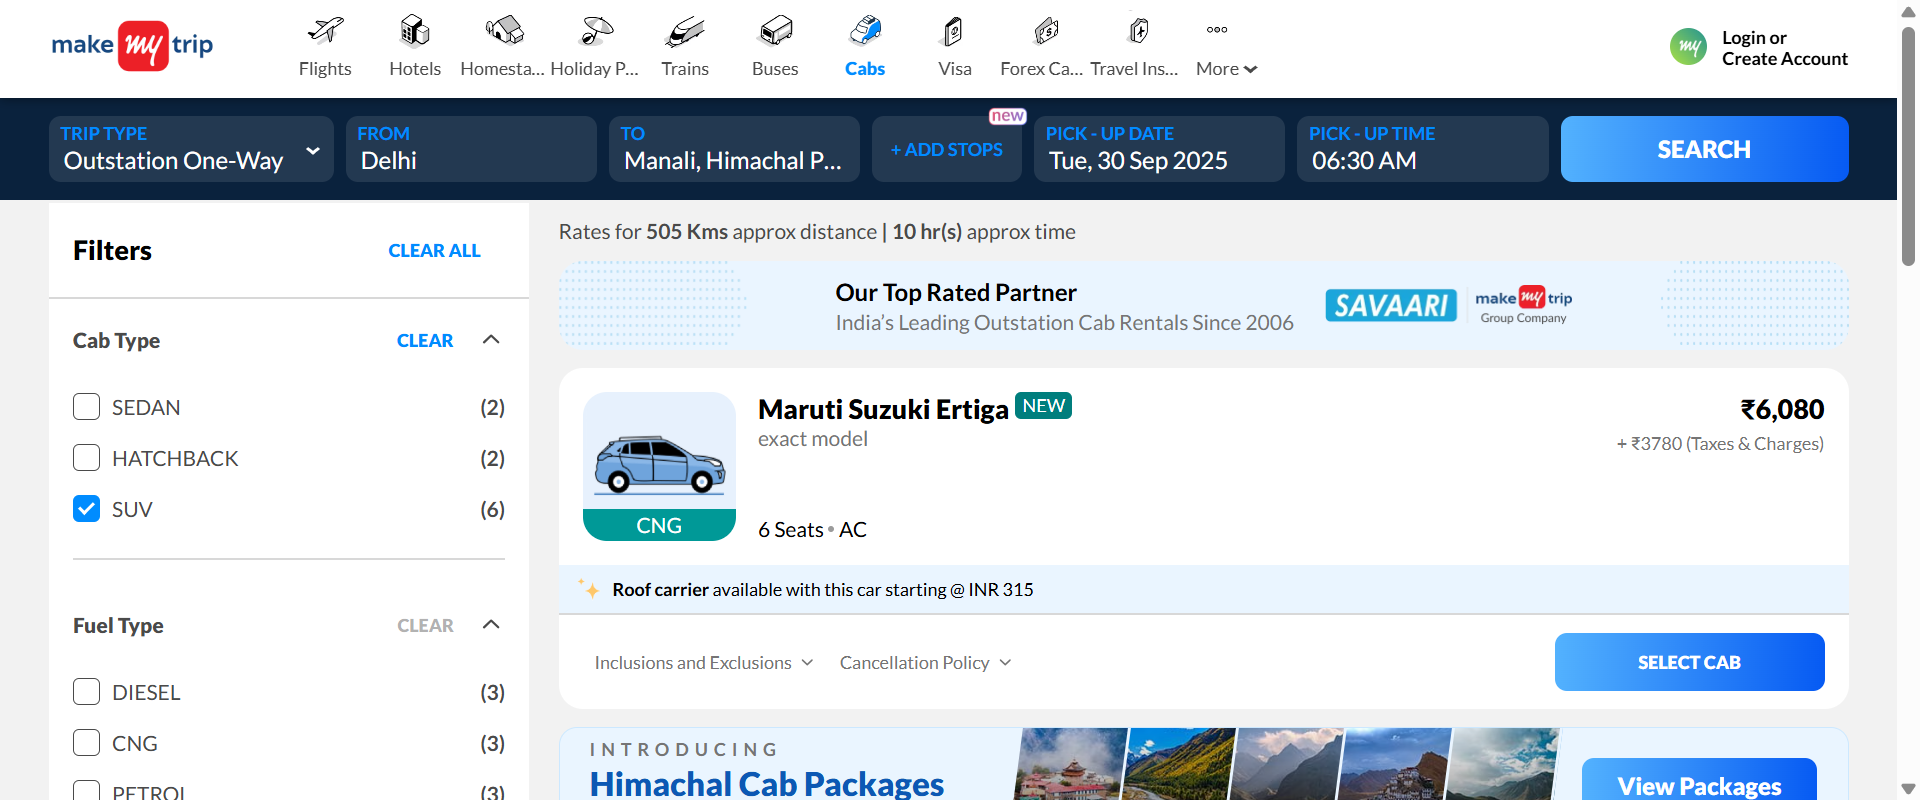 make my trip
Flights
Hotels
Homesta...
Holiday P...
Trains
Buses
Cabs
Visa
Forex Ca...
Travel Ins...
More
my
Login or
Create Account
TRIP TYPE
Outstation One-Way
FROM
Delhi
TO
Manali, Himachal P...
+ ADD STOPS
new
PICK - UP DATE
Tue, 30 Sep 2025
PICK - UP TIME
06:30 AM
SEARCH
Filters
CLEAR ALL
Cab Type
CLEAR
SEDAN
(2)
HATCHBACK
(2)
SUV
(6)
Fuel Type
CLEAR
DIESEL
(3)
CNG
(3)
PETROL
(3)
Rates for 505 Kms approx distance | 10 hr(s) approx time
Our Top Rated Partner
India's Leading Outstation Cab Rentals Since 2006
SAVAARI
make my trip
Group Company
CNG
Maruti Suzuki Ertiga NEW
exact model
6 Seats • AC
₹6,080
+ ₹3780 (Taxes & Charges)
Roof carrier available with this car starting @ INR 315
Inclusions and Exclusions
Cancellation Policy
SELECT CAB
INTRODUCING
Himachal Cab Packages
View Packages